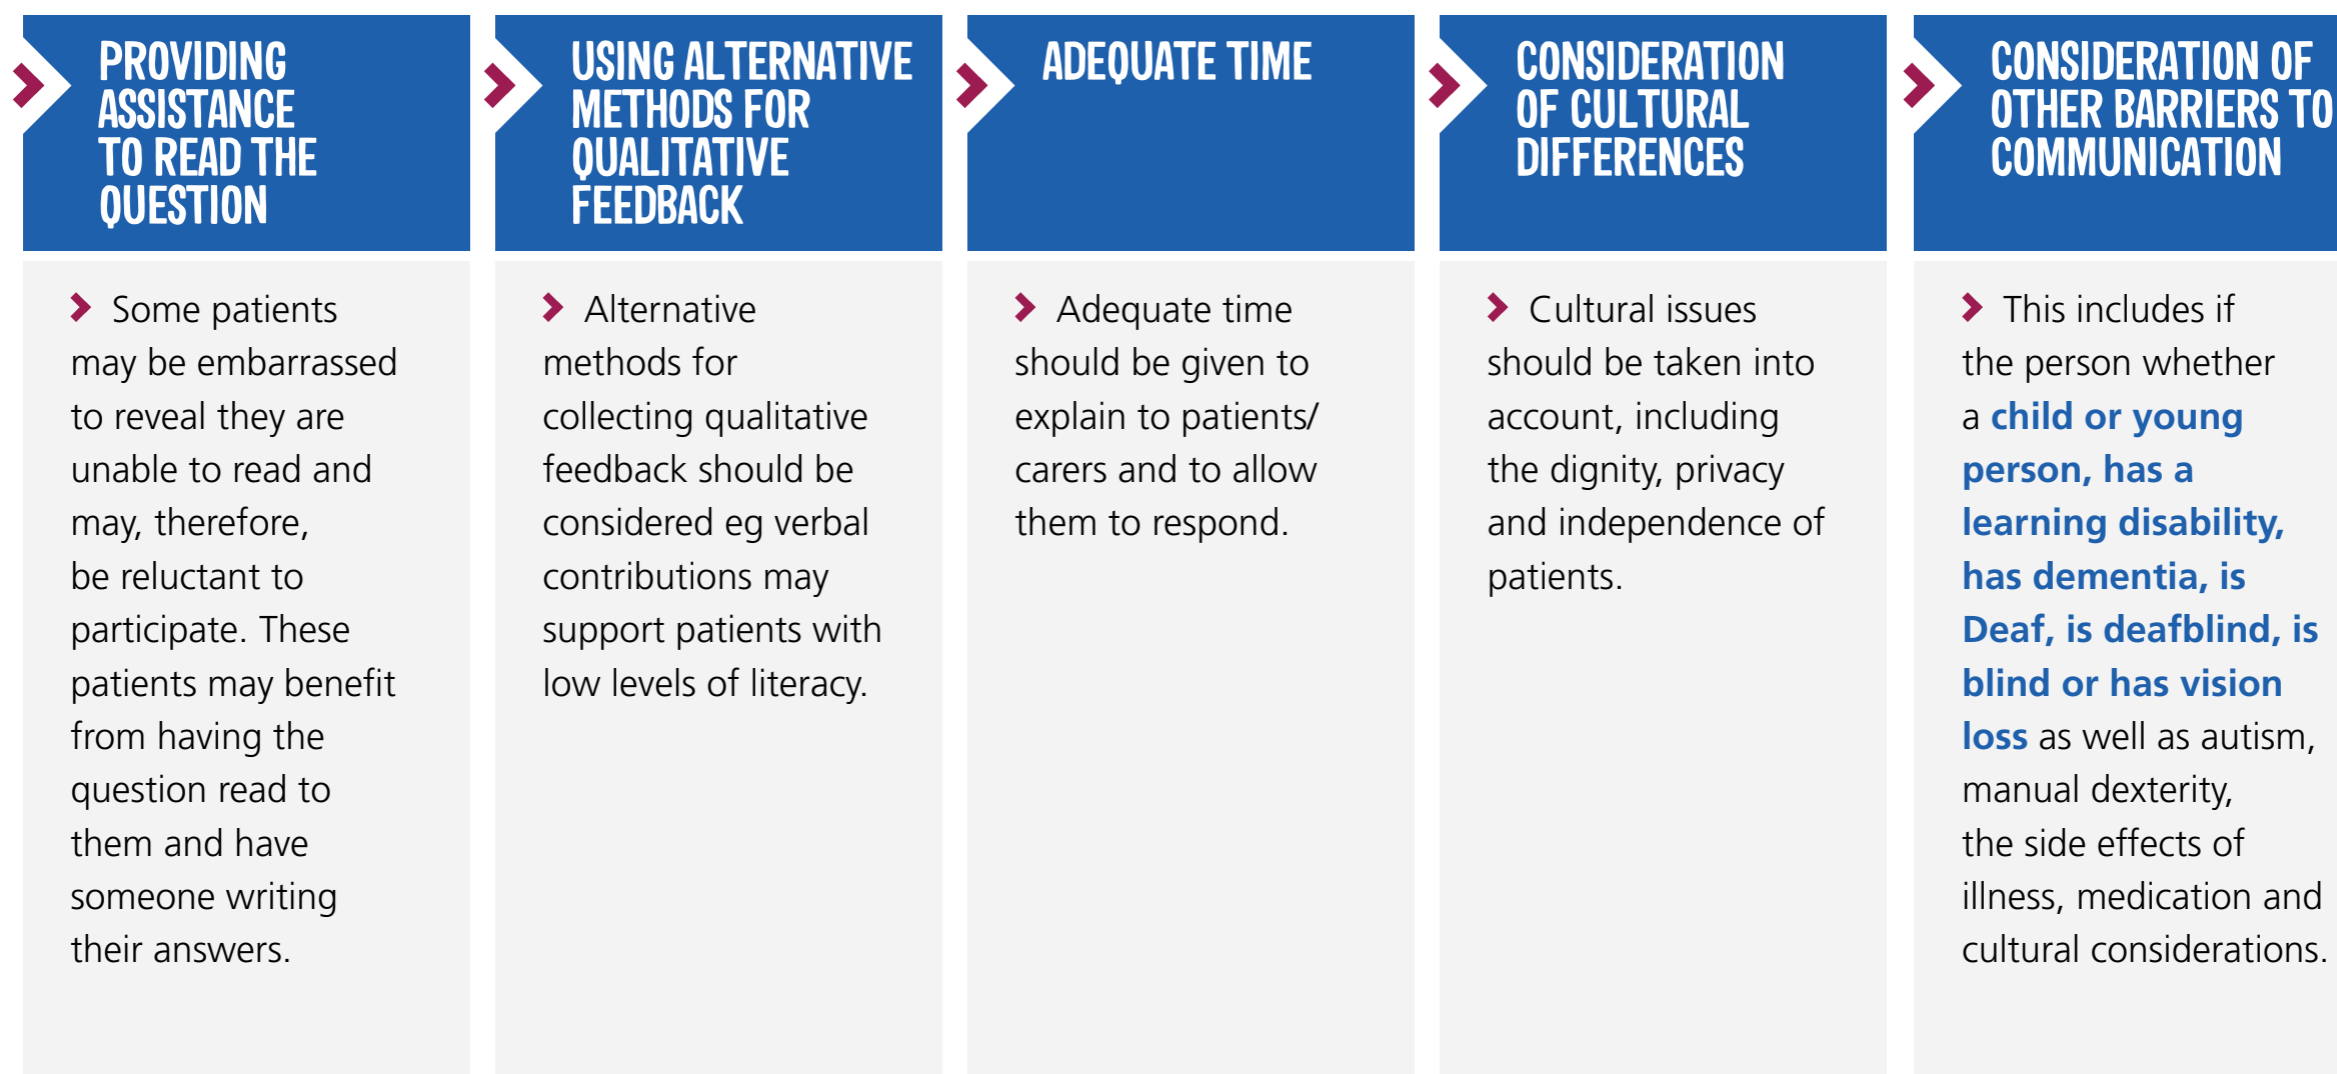 PROVIDING
ASSISTANCE
TO READ THE
QUESTION
Some patients
may be embarrassed
to reveal they are
unable to read and
may, therefore,
be reluctant to
participate. These
patients may benefit
from having the
question read to
them and have
someone writing
their answers.
USING ALTERNATIVE
METHODS FOR
QUALITATIVE
FEEDBACK
Alternative
methods for
collecting qualitative
feedback should be
considered eg verbal
contributions may
support patients with
low levels of literacy.
ADEQUATE TIME
Adequate time
should be given to
explain to patients/
carers and to allow
them to respond.
CONSIDERATION
OF CULTURAL
DIFFERENCES
Cultural issues
should be taken into
account, including
the dignity, privacy
and independence of
patients.
CONSIDERATION OF
OTHER BARRIERS TO
COMMUNICATION
This includes if
the person whether
a child or young
person, has a
learning disability,
has dementia, is
Deaf, is deafblind, is
blind or has vision
loss as well as autism,
manual dexterity,
the side effects of
illness, medication and
cultural considerations.